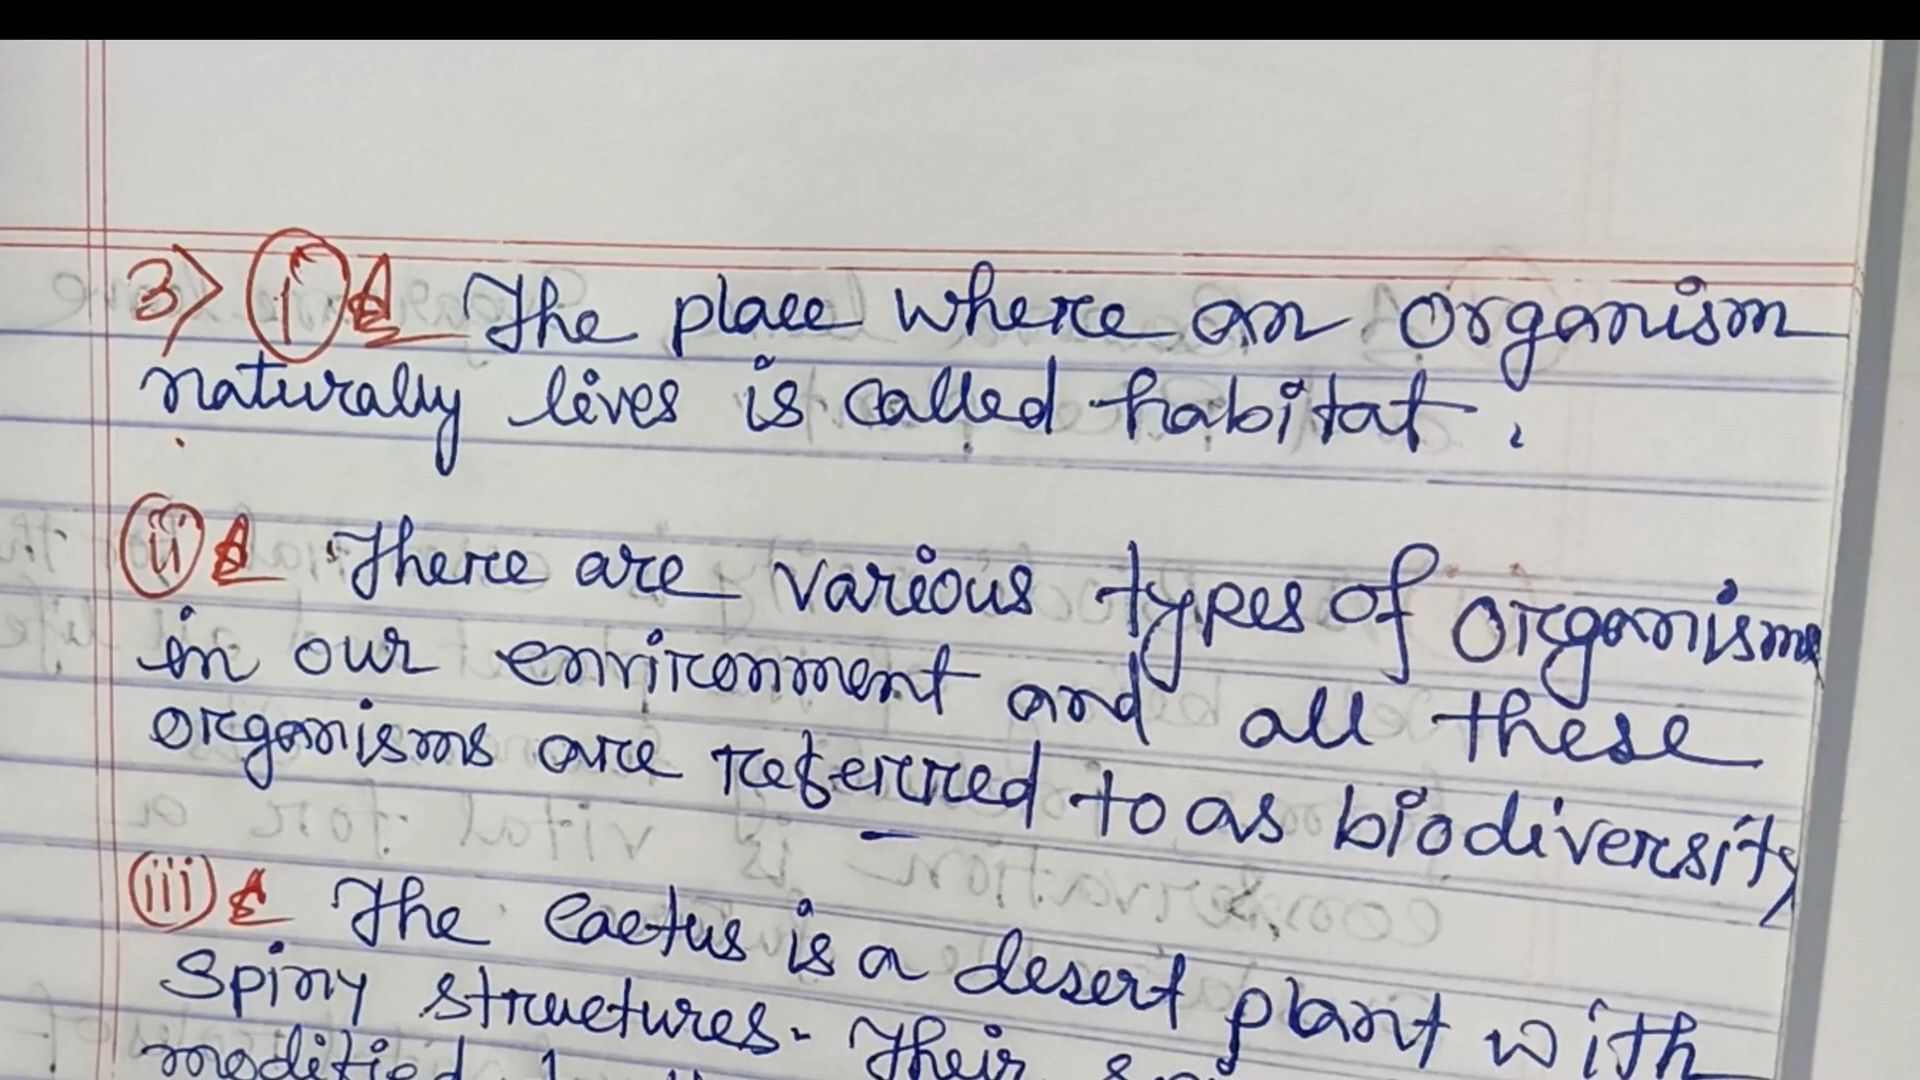 3> i The place where an organism
naturally lives is called habitat.
ii There are various types of organisms
in our environment and all these
organisms are referred to as biodiversity
iii The cactus is a desert plant with
spiny structures. Their
modified